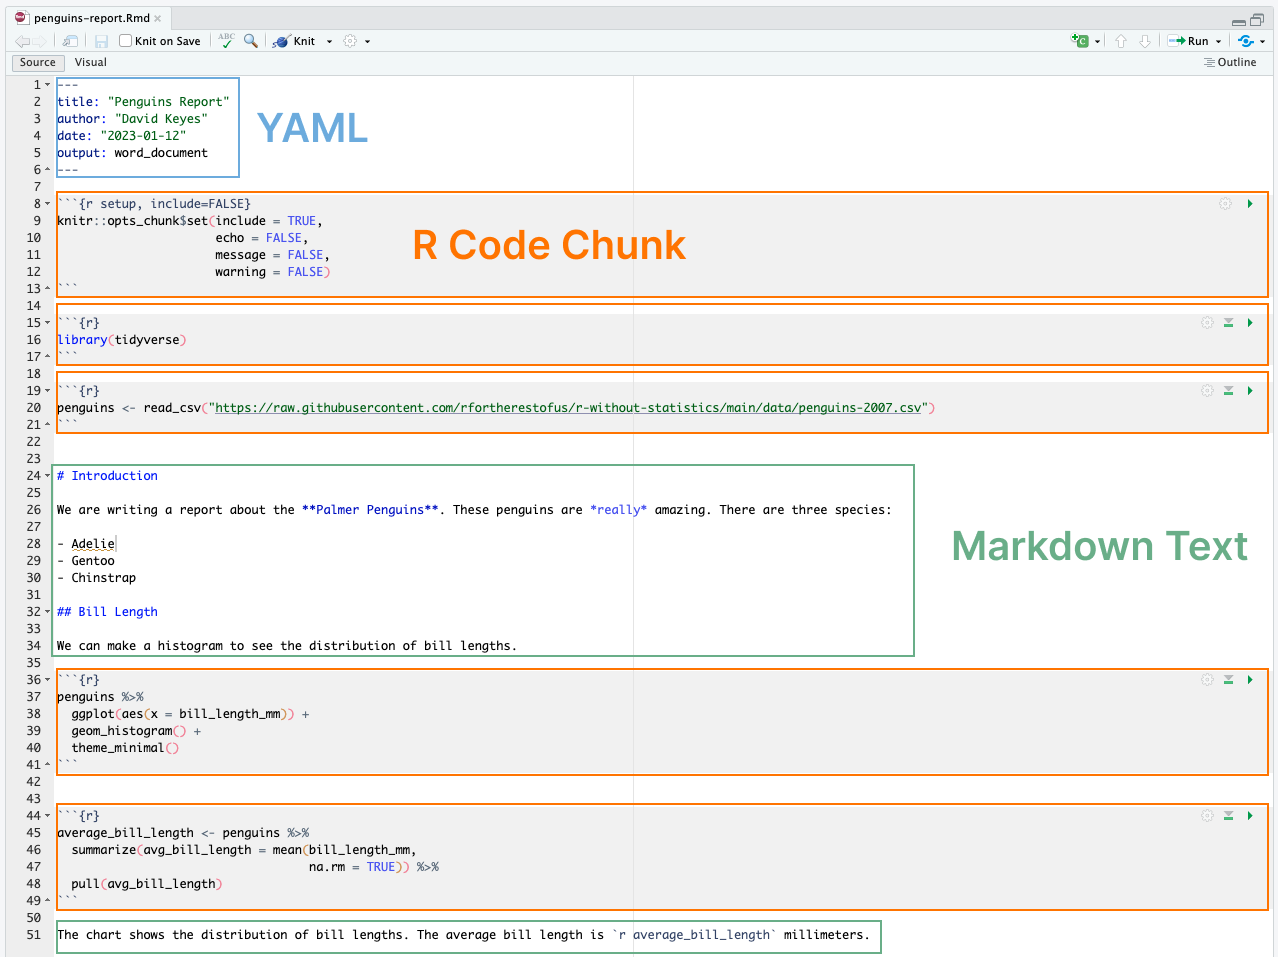 penguins-report.Rmd
Knit on Save ABC Knit Run
Source Visual Outline
1 ---
2 title: "Penguins Report"
3 author: "David Keyes"
4 date: "2023-01-12"
5 output: word_document
6 ---
YAML
7
8 ```{r setup, include=FALSE}
9 knitr::opts_chunk$set(include = TRUE,
10 echo = FALSE,
11 message = FALSE,
12 warning = FALSE)
13 ```
R Code Chunk
14
15 ```{r}
16 library(tidyverse)
17 ```
18
19 ```{r}
20 penguins <- read_csv("https://raw.githubusercontent.com/rfortherestofus/r-without-statistics/main/data/penguins-2007.csv")
21 ```
22
23
24 # Introduction
25
26 We are writing a report about the **Palmer Penguins**. These penguins are *really* amazing. There are three species:
27
28 - Adelie
29 - Gentoo
30 - Chinstrap
31
32 ## Bill Length
33
34 We can make a histogram to see the distribution of bill lengths.
Markdown Text
35
36 ```{r}
37 penguins %>%
38 ggplot(aes(x = bill_length_mm)) +
39 geom_histogram() +
40 theme_minimal()
41 ```
42
43
44 ```{r}
45 average_bill_length <- penguins %>%
46 summarize(avg_bill_length = mean(bill_length_mm,
47 na.rm = TRUE)) %>%
48 pull(avg_bill_length)
49 ```
50
51 The chart shows the distribution of bill lengths. The average bill length is `r average_bill_length` millimeters.